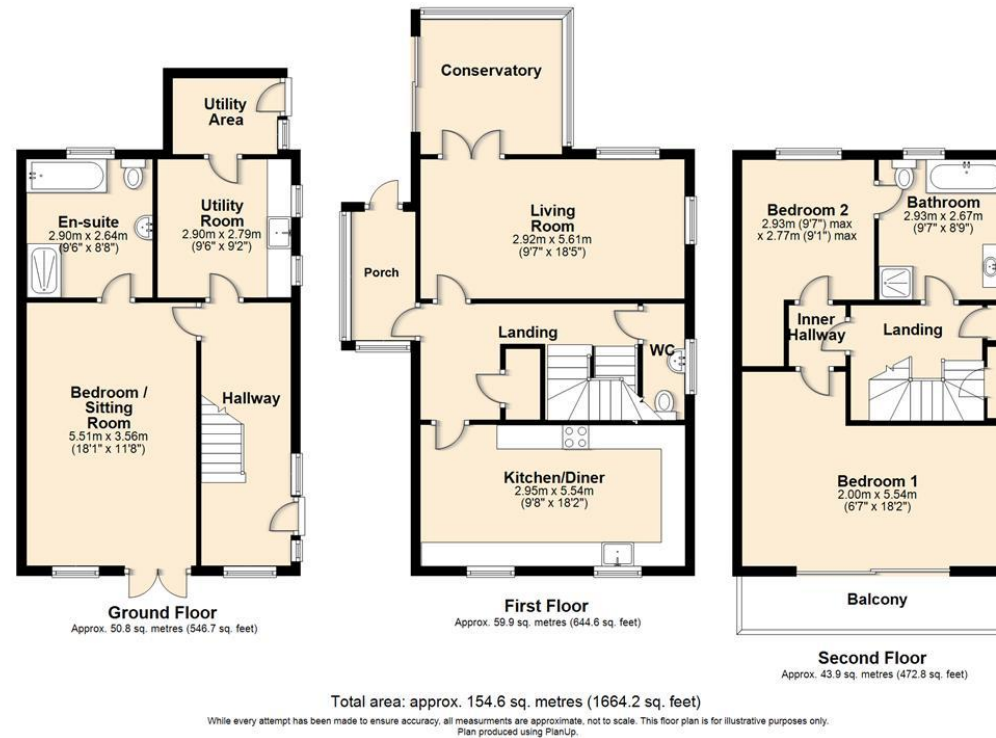 Utility
Area
En-suite
2.90m x 2.64m
(9'6" x 8'8")
Utility
Room
2.90m x 2.79m
(9'6" x 9'2")
Bedroom /
Sitting
Room
5.51m x 3.56m
(18'1" x 11'8")
Hallway
Ground Floor
Approx. 50.8 sq. metres (546.7 sq. feet)
Conservatory
Living
Room
2.92m x 5.61m
(9'7" x 18'5")
Porch
Landing
WC
Kitchen/Diner
2.95m x 5.54m
(9'8" x 18'2")
First Floor
Approx. 59.9 sq. metres (644.6 sq. feet)
Bedroom 2
2.93m (9'7") max
x 2.77m (9'1") max
Bathroom
2.93m x 2.67m
(9'7" x 8'9")
Inner
Hallway
Landing
Bedroom 1
2.00m x 5.54m
(6'7" x 18'2")
Balcony
Second Floor
Approx. 43.9 sq. metres (472.8 sq. feet)
Total area: approx. 154.6 sq. metres (1664.2 sq. feet)
While every attempt has been made to ensure accuracy, all measurments are approximate, not to scale. This floor plan is for illustrative purposes only.
Plan produced using PlanUp.